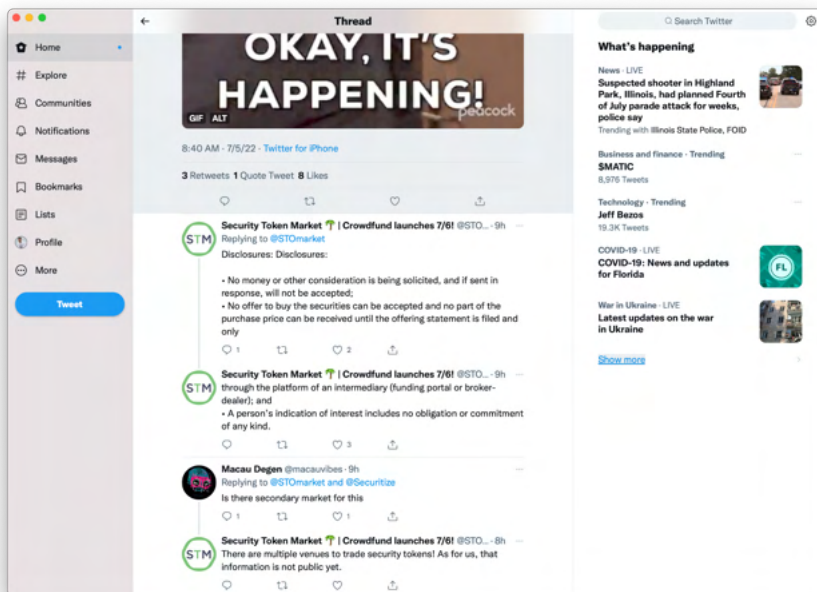 Thread
Search Twitter
Home
Explore
Communities
Notifications
Messages
Bookmarks
Lists
Profile
More
Tweet
OKAY, IT'S
HAPPENING!
peacock
GIF ALT
8:40 AM · 7/5/22 · Twitter for iPhone
3 Retweets 1 Quote Tweet 8 Likes
Security Token Market 🌴 | Crowdfund launches 7/6! @STO... · 9h
STM
Replying to @STOmarket
Disclosures: Disclosures:
• No money or other consideration is being solicited, and if sent in
response, will not be accepted;
• No offer to buy the securities can be accepted and no part of the
purchase price can be received until the offering statement is filed and
only
1 2
Security Token Market 🌴 | Crowdfund launches 7/6! @STO... · 9h
STM
through the platform of an intermediary (funding portal or broker-
dealer); and
• A person's indication of interest includes no obligation or commitment
of any kind.
3
Macau Degen @macauvibes · 9h
Replying to @STOmarket and @Securitize
Is there secondary market for this
1 1
Security Token Market 🌴 | Crowdfund launches 7/6! @STO... · 8h
STM
There are multiple venues to trade security tokens! As for us, that
information is not public yet.
What's happening
News · LIVE
Suspected shooter in Highland
Park, Illinois, had planned Fourth
of July parade attack for weeks,
police say
Trending with Illinois State Police, FOID
Business and finance · Trending
$MATIC
8,976 Tweets
Technology · Trending
Jeff Bezos
19.3K Tweets
COVID-19 · LIVE
COVID-19: News and updates
for Florida
FL
War in Ukraine · LIVE
Latest updates on the war
in Ukraine
Show more